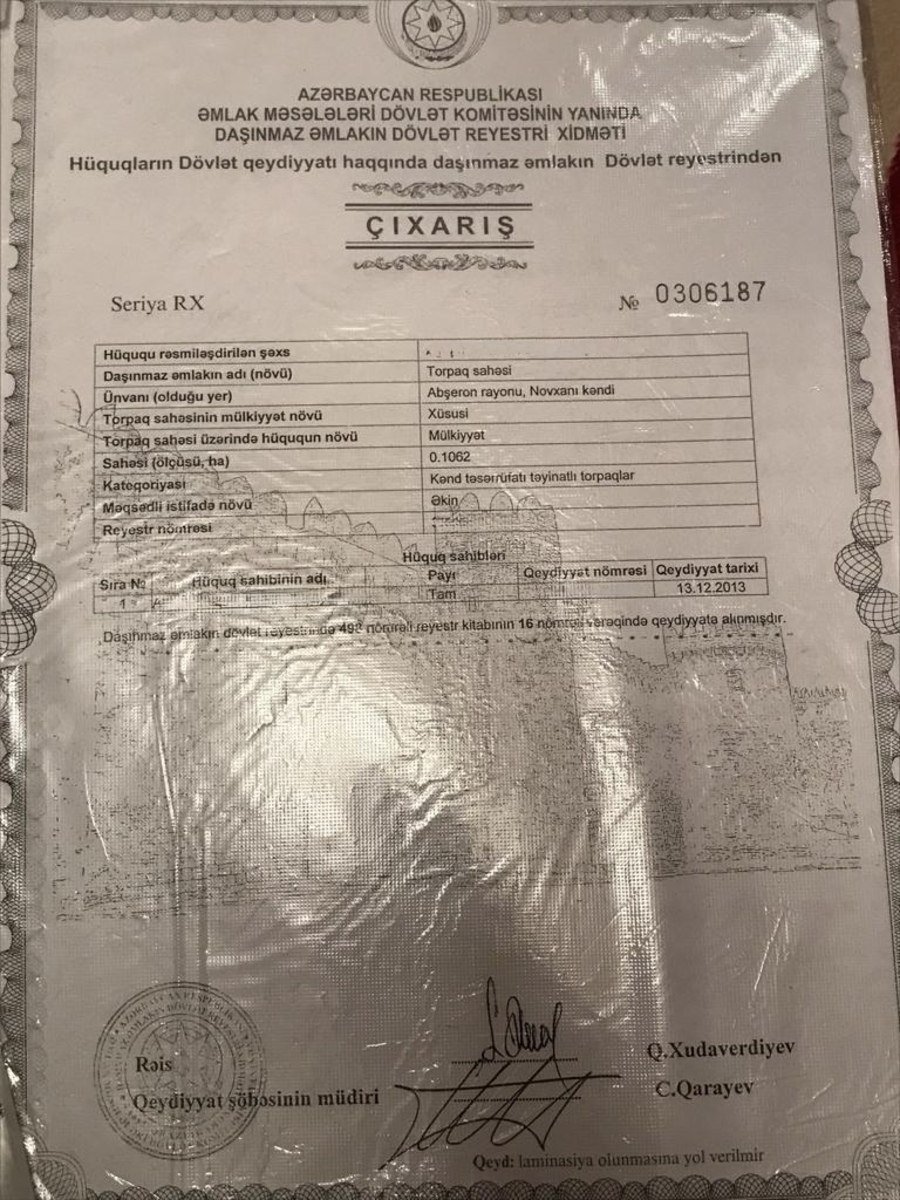 AZƏRBAYCAN RESPUBLİKASI
ƏMLAK MƏSƏLƏLƏRİ DÖVLƏT KOMİTƏSİNİN YANINDA
DAŞINMAZ ƏMLAKIN DÖVLƏT REYESTRİ XİDMƏTİ
Hüquqların Dövlət qeydiyyatı haqqında daşınmaz əmlakın Dövlət reyestrindən
ÇIXARIŞ
Seriya RX № 0306187
Hüququ rəsmiləşdirilən şəxs
Daşınmaz əmlakın adı (növü) Torpaq sahəsi
Ünvanı (olduğu yer) Abşeron rayonu, Novxanı kəndi
Torpaq sahəsinin mülkiyyət növü Xüsusi
Torpaq sahəsi üzərində hüququn növü Mülkiyyət
Sahəsi (ölçüsü, ha) 0.1062
Kateqoriyası Kənd təsərrüfatı təyinatlı torpaqlar
Məqsədli istifadə növü Əkin
Reyestr nömrəsi
Hüquq sahibləri
Sıra № Hüquq sahibinin adı Payı Qeydiyyat nömrəsi Qeydiyyat tarixi
1 Tam 13.12.2013
Daşınmaz əmlakın dövlət reyestrində 492 nömrəli reyestr kitabının 16 nömrəli vərəqində qeydiyyata alınmışdır.
Rəis Q.Xudaverdiyev
Qeydiyyat şöbəsinin müdiri C.Qarayev
Qeyd: laminasiya olunmasına yol verilmir